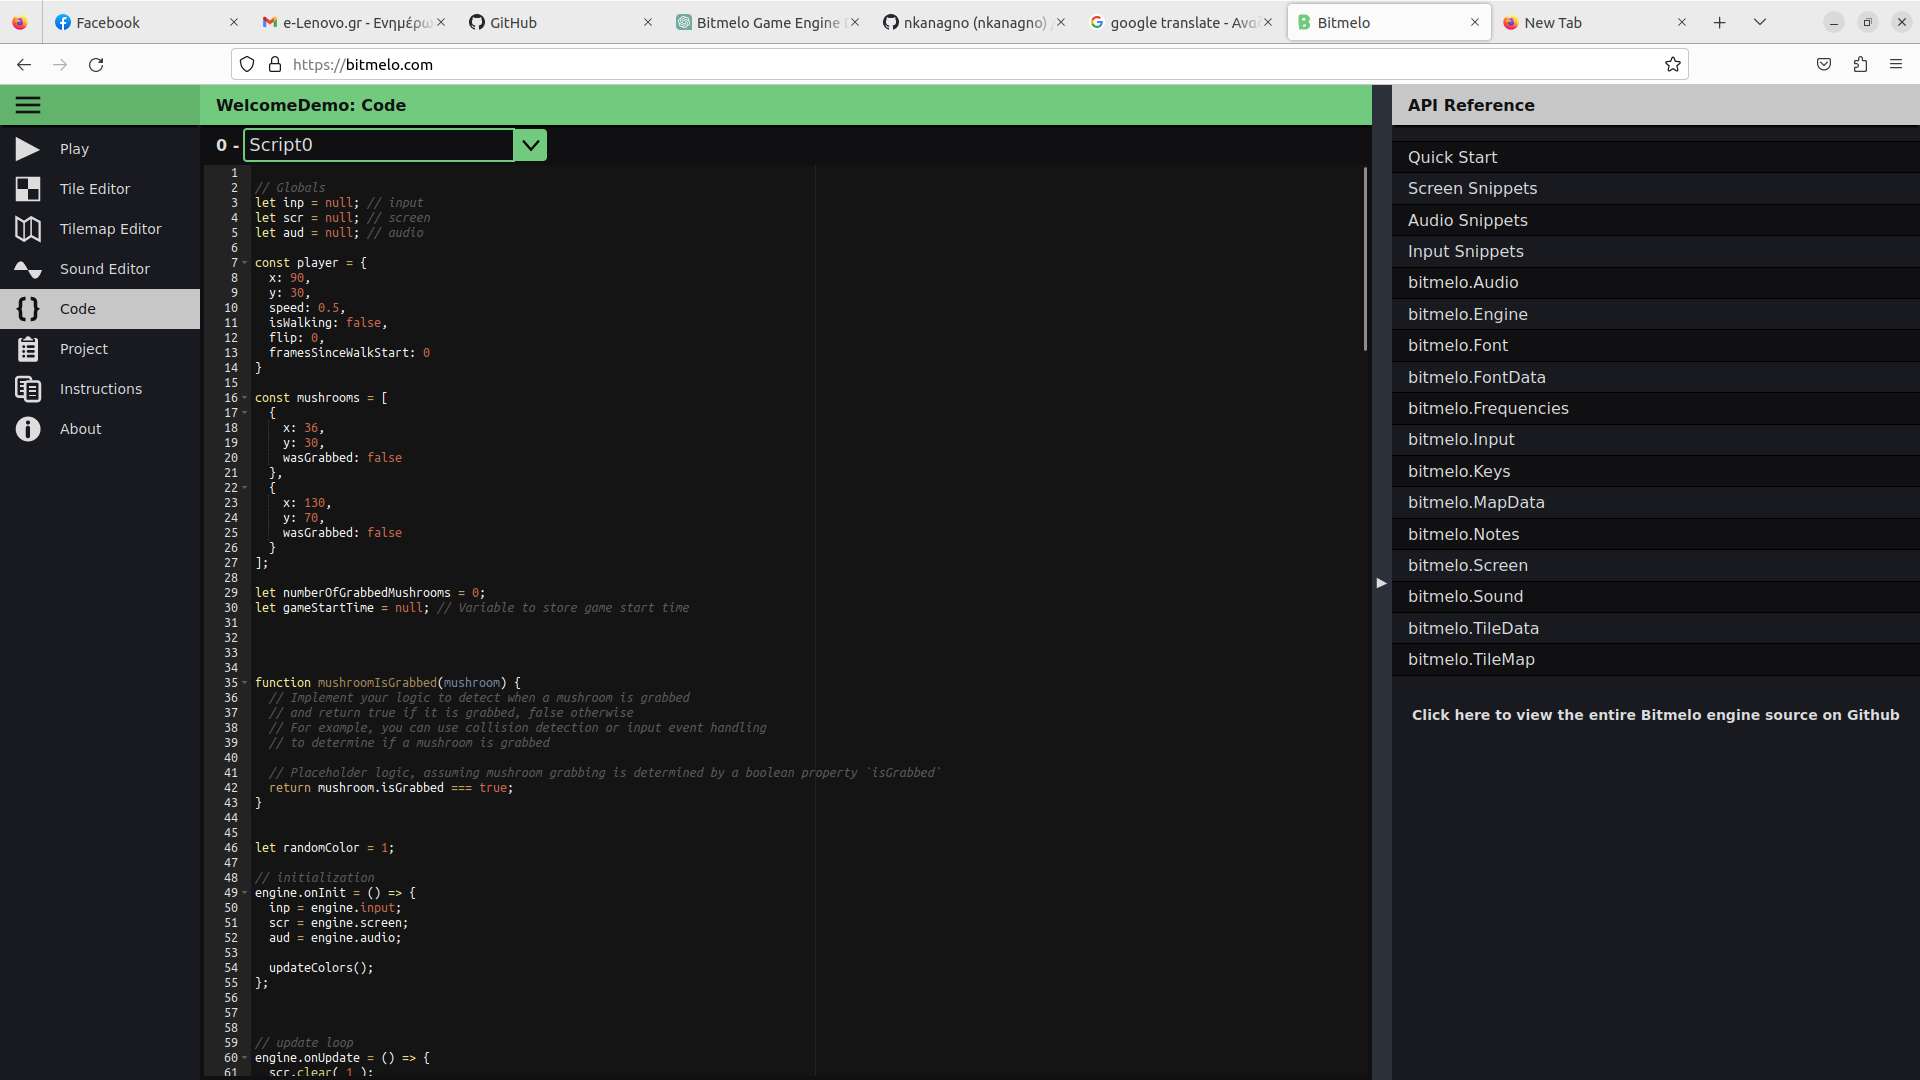 Facebook
e-Lenovo.gr - Ενημέρω
GitHub
Bitmelo Game Engine
nkanagno (nkanagno)
google translate - Ανα
Bitmelo
New Tab
https://bitmelo.com
WelcomeDemo: Code
API Reference
Play
Tile Editor
Tilemap Editor
Sound Editor
Code
Project
Instructions
About
0 - Script0
1
2 // Globals
3 let inp = null; // input
4 let scr = null; // screen
5 let aud = null; // audio
6
7 const player = {
8 x: 90,
9 y: 30,
10 speed: 0.5,
11 isWalking: false,
12 flip: 0,
13 framesSinceWalkStart: 0
14 }
15
16 const mushrooms = [
17 {
18 x: 36,
19 y: 30,
20 wasGrabbed: false
21 },
22 {
23 x: 130,
24 y: 70,
25 wasGrabbed: false
26 }
27 ];
28
29 let numberOfGrabbedMushrooms = 0;
30 let gameStartTime = null; // Variable to store game start time
31
32
33
34
35 function mushroomIsGrabbed(mushroom) {
36 // Implement your logic to detect when a mushroom is grabbed
37 // and return true if it is grabbed, false otherwise
38 // For example, you can use collision detection or input event handling
39 // to determine if a mushroom is grabbed
40
41 // Placeholder logic, assuming mushroom grabbing is determined by a boolean property `isGrabbed`
42 return mushroom.isGrabbed === true;
43 }
44
45
46 let randomColor = 1;
47
48 // initialization
49 engine.onInit = () => {
50 inp = engine.input;
51 scr = engine.screen;
52 aud = engine.audio;
53
54 updateColors();
55 };
56
57
58
59 // update loop
60 engine.onUpdate = () => {
61 scr.clear( 1 );
Quick Start
Screen Snippets
Audio Snippets
Input Snippets
bitmelo.Audio
bitmelo.Engine
bitmelo.Font
bitmelo.FontData
bitmelo.Frequencies
bitmelo.Input
bitmelo.Keys
bitmelo.MapData
bitmelo.Notes
bitmelo.Screen
bitmelo.Sound
bitmelo.TileData
bitmelo.TileMap
Click here to view the entire Bitmelo engine source on Github